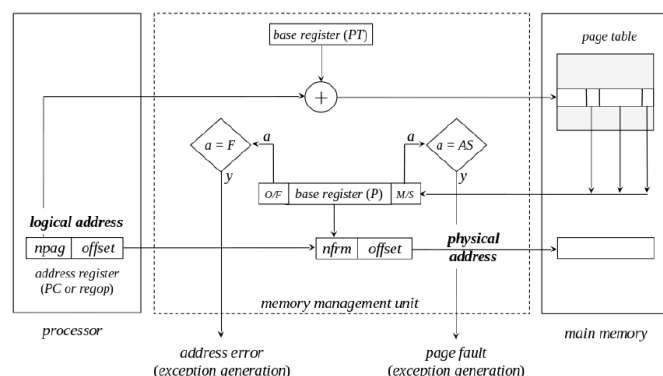 base register (PT)
page table
+
a = F
a
a
a = AS
y
O/F base register (P) M/S
y
logical address
npag offset
nfrm offset
physical
address
address register
(PC or regop)
memory management unit
processor
main memory
address error
(exception generation)
page fault
(exception generation)